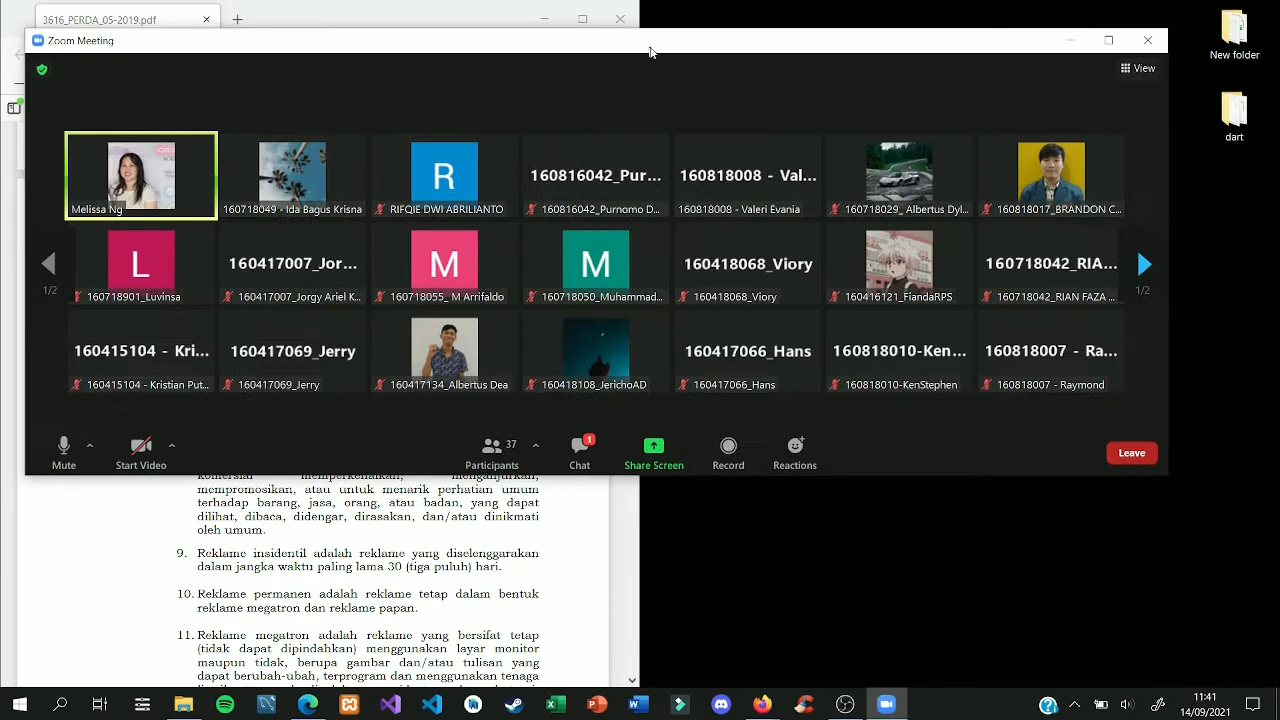 3616_PERDA_05-2019.pdf
New folder
dart
Zoom Meeting
View
Melissa Ng
160718049 - Ida Bagus Krisna
R
RIFQIE DWI ABRILIANTO
160816042_Pur...
160816042_Purnomo D...
160818008 - Val...
160818008 - Valeri Evania
160718029_ Albertus Dyl...
160818017_BRANDON C...
L
160718901_Luvinsa
160417007_Jor...
160417007_Jorgy Ariel K...
M
160718055_ M Arrifaldo
M
160718050_Muhammad...
160418068_Viory
160418068_Viory
160416121_FiandaRPS
160718042_RIA...
160718042_RIAN FAZA ...
1/2
1/2
160415104 - Kri...
160415104 - Kristian Put...
160417069_Jerry
160417069_Jerry
160417134_Albertus Dea
160418108_JerichoAD
160417066_Hans
160417066_Hans
160818010-Ken...
160818010-KenStephen
160818007 - Ra...
160818007 - Raymond
Mute
Start Video
Participants
37
Chat
1
Share Screen
Record
Reactions
Leave
komersial memperkenalkan, menganjurkan,
mempromosikan, atau untuk menarik perhatian umum
terhadap barang, jasa, orang, atau badan, yang dapat
dilihat, dibaca, didengar, dirasakan, dan/atau dinikmati
oleh umum.
9. Reklame insidentil adalah reklame yang diselenggarakan
dalam jangka waktu paling lama 30 (tiga puluh) hari.
10. Reklame permanen adalah reklame tetap dalam bentuk
reklame megatron dan reklame papan.
11. Reklame megatron adalah reklame yang bersifat tetap
(tidak dapat dipindahkan) menggunakan layar monitor
maupun tidak, berupa gambar dan/atau tulisan yang
dapat berubah-ubah, terprogram dan menggunakan tenaga
11:41
14/09/2021